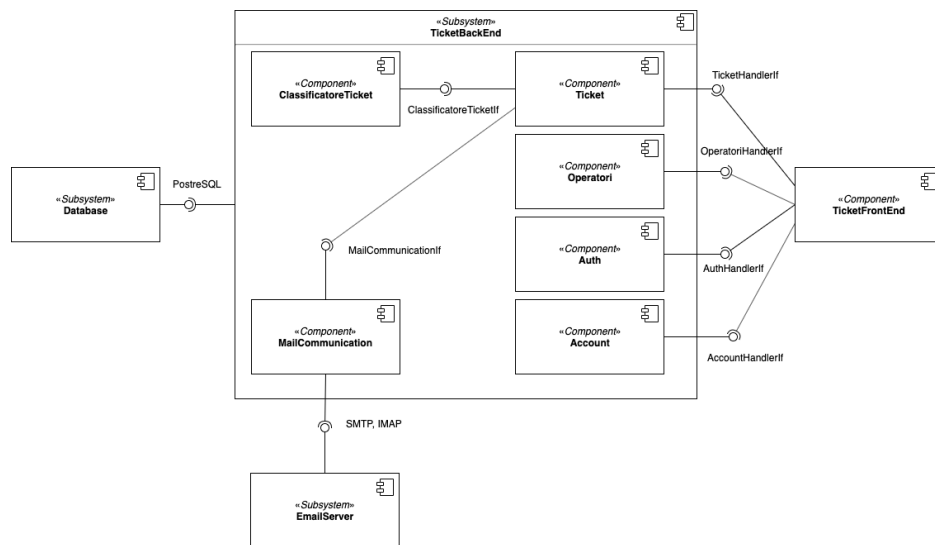 «Subsystem»
TicketBackEnd
«Component»
ClassificatoreTicket
ClassificatoreTicketIf
«Component»
Ticket
TicketHandlerIf
«Component»
Operatori
OperatoriHandlerIf
«Subsystem»
Database
PostreSQL
«Component»
TicketFrontEnd
MailCommunicationIf
«Component»
Auth
AuthHandlerIf
«Component»
MailCommunication
«Component»
Account
AccountHandlerIf
SMTP, IMAP
«Subsystem»
EmailServer